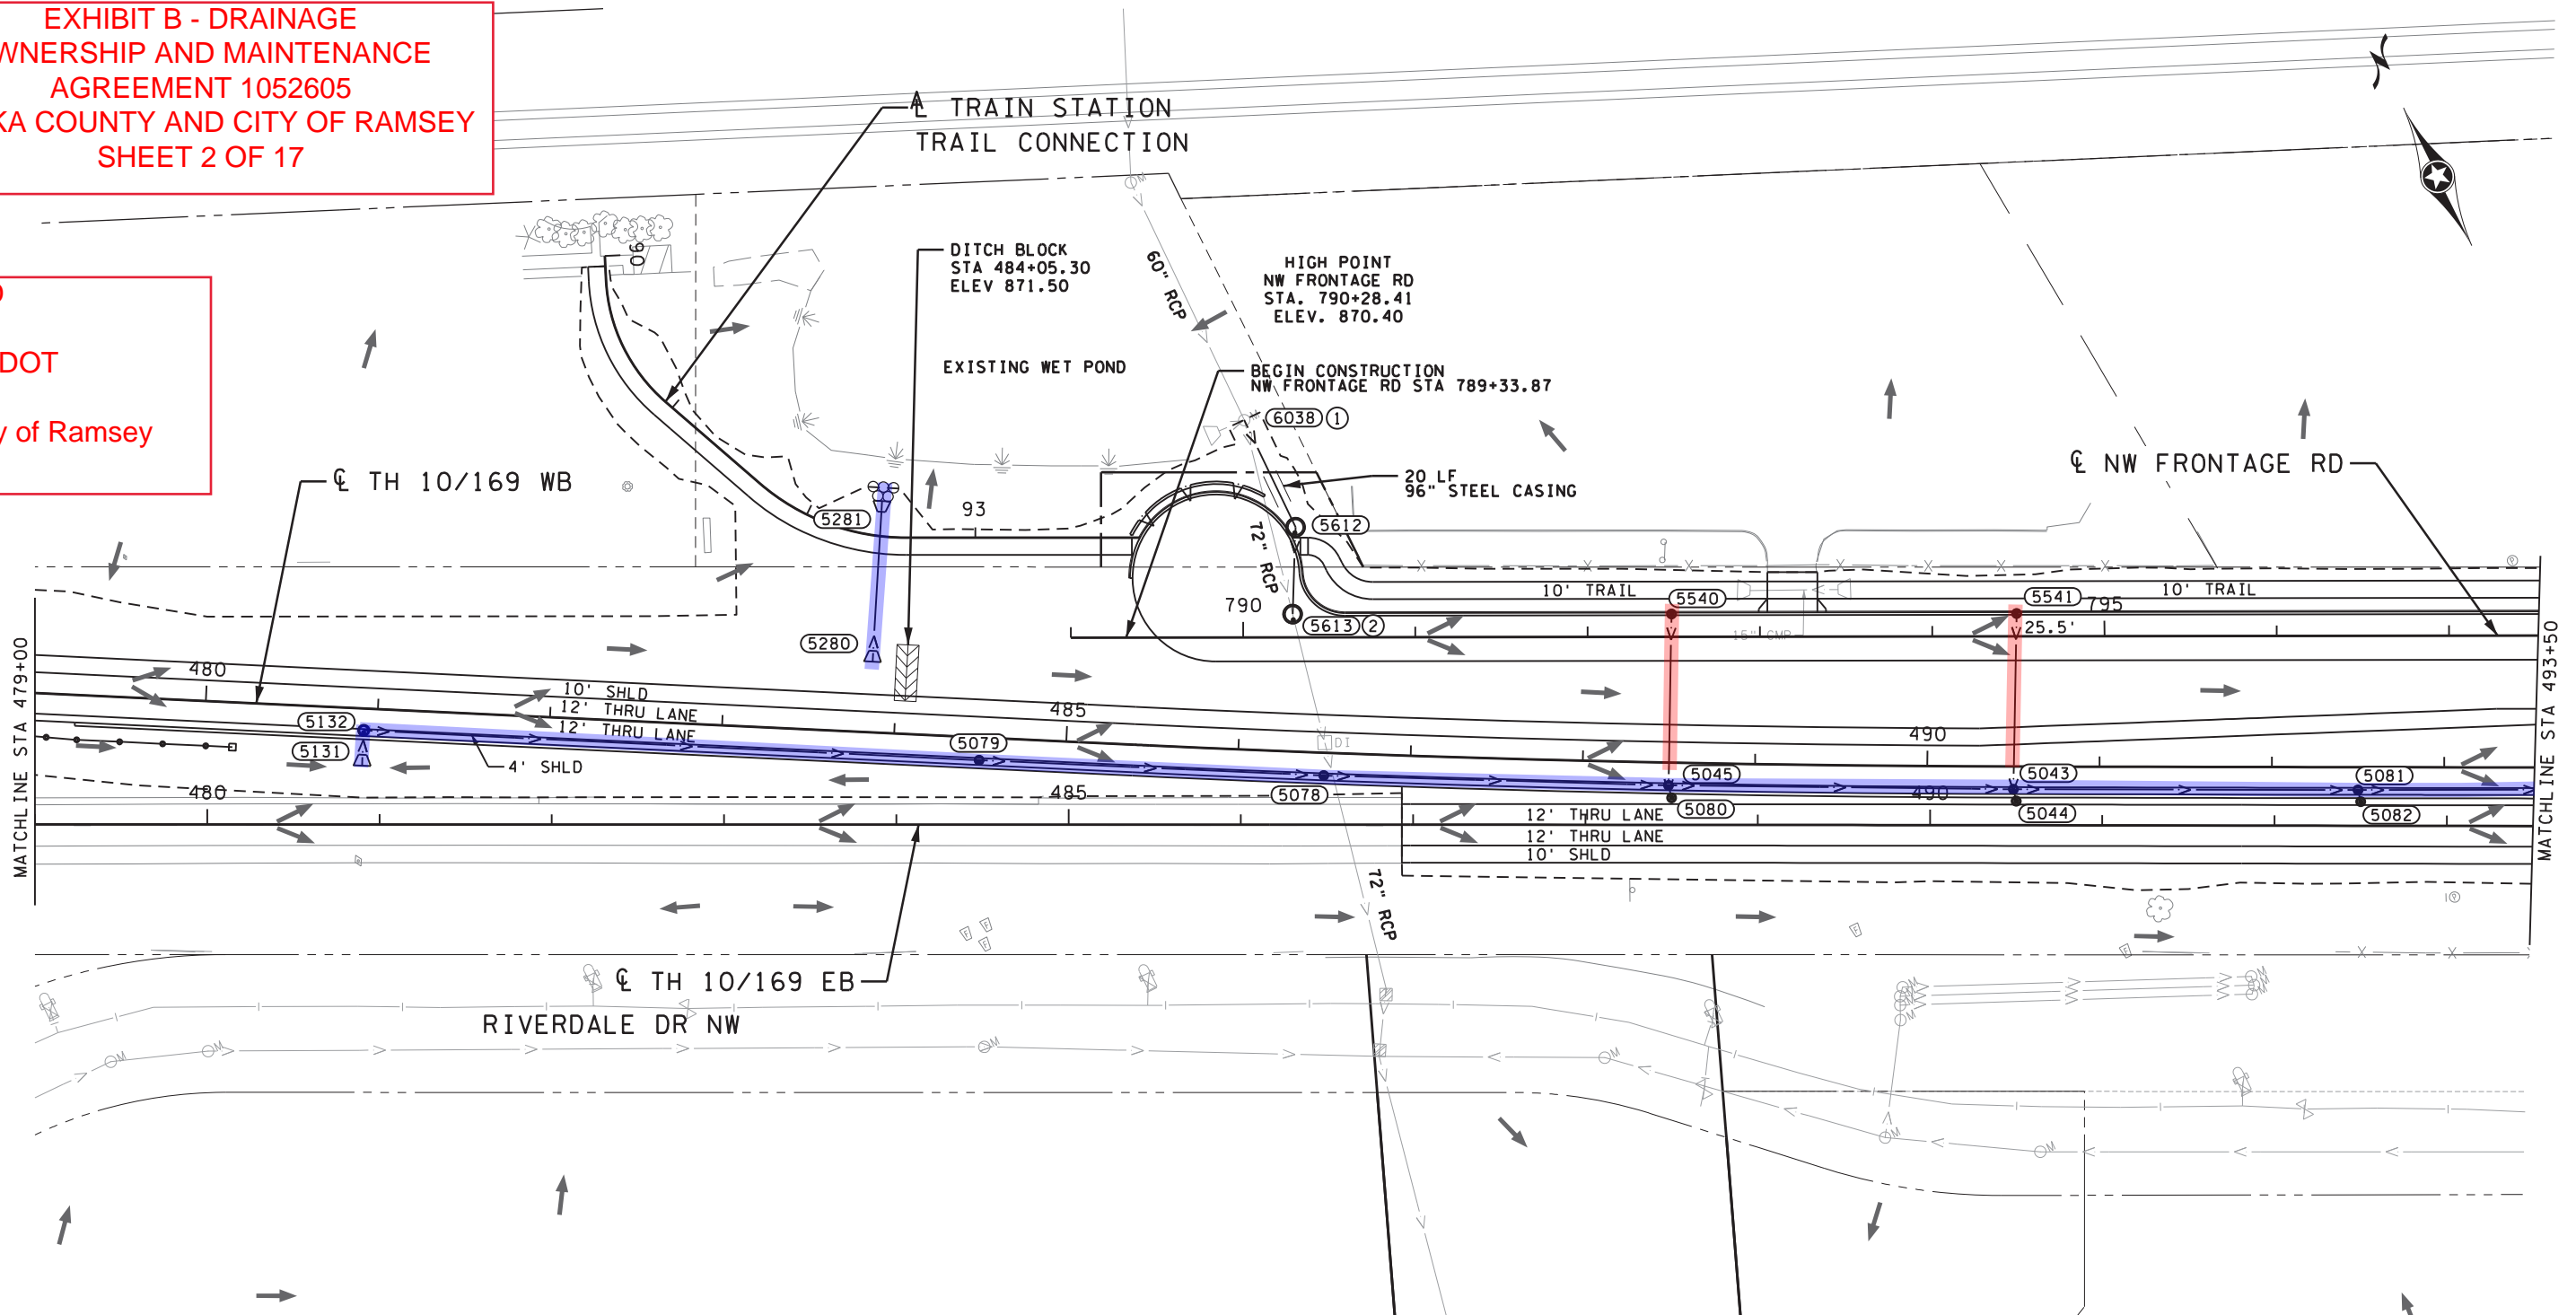 EXHIBIT B - DRAINAGE
WNERSHIP AND MAINTENANCE
AGREEMENT 1052605
KA COUNTY AND CITY OF RAMSEY
SHEET 2 OF 17
DOT
y of Ramsey
TRAIN STATION
TRAIL CONNECTION
90
DITCH BLOCK
STA 484+05.30
ELEV 871.50
60" RCP
HIGH POINT
NW FRONTAGE RD
STA. 790+28.41
ELEV. 870.40
EXISTING WET POND
BEGIN CONSTRUCTION
NW FRONTAGE RD STA 789+33.87
6038 1
℄ TH 10/169 WB
℄ NW FRONTAGE RD
20 LF
96" STEEL CASING
5281
93
5612
72" RCP
10' TRAIL
5540
5541
795
10' TRAIL
790
5613 2
15" CMP
25.5'
5280
MATCHLINE STA 479+00
MATCHLINE STA 493+50
480
10' SHLD
12' THRU LANE
12' THRU LANE
485
490
5132
5131
4' SHLD
5079
DI
5045
5043
5081
480
485
5078
490
5080
5044
5082
12' THRU LANE
12' THRU LANE
10' SHLD
72" RCP
℄ TH 10/169 EB
RIVERDALE DR NW